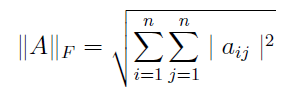 ‖A‖_F = √(∑_{i=1}^{n} ∑_{j=1}^{n} | a_{ij} |²)